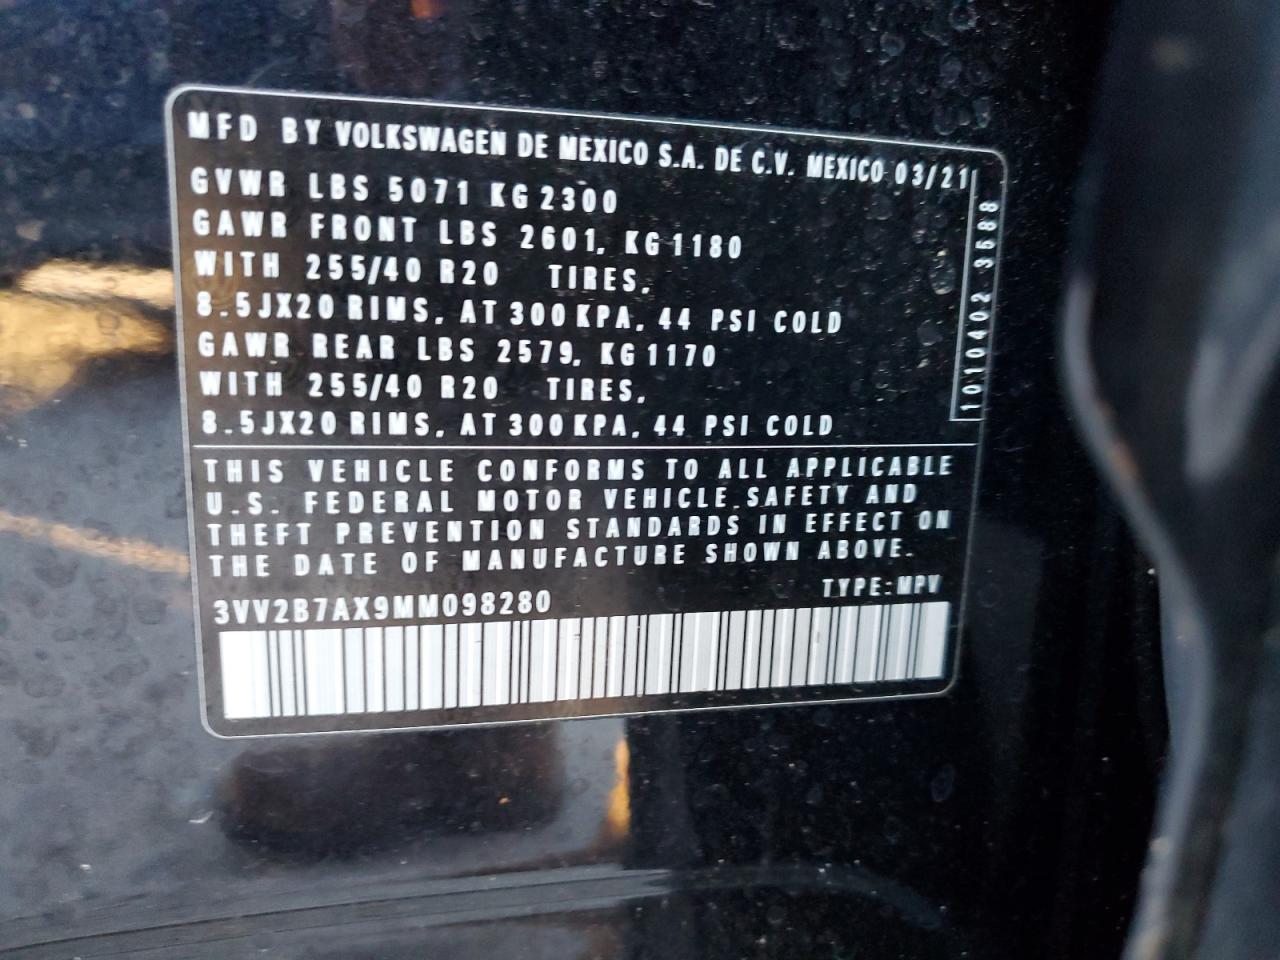 MFD BY VOLKSWAGEN DE MEXICO S.A. DE C.V. MEXICO 03/21
GVWR LBS 5071 KG 2300
GAWR FRONT LBS 2601, KG 1180
WITH 255/40 R20 TIRES,
8.5JX20 RIMS, AT 300 KPA, 44 PSI COLD
GAWR REAR LBS 2579, KG 1170
WITH 255/40 R20 TIRES,
8.5JX20 RIMS, AT 300 KPA, 44 PSI COLD
1010402 3588
THIS VEHICLE CONFORMS TO ALL APPLICABLE
U.S. FEDERAL MOTOR VEHICLE SAFETY AND
THEFT PREVENTION STANDARDS IN EFFECT ON
THE DATE OF MANUFACTURE SHOWN ABOVE.
3VV2B7AX9MM098280
TYPE: MPV